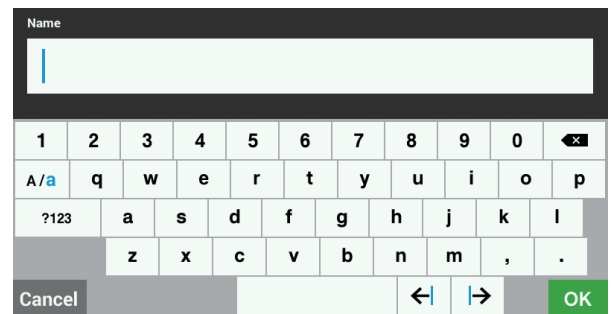 Name
1 2 3 4 5 6 7 8 9 0
A/a q w e r t y u i o p
?123 a s d f g h j k l
z x c v b n m , .
Cancel OK